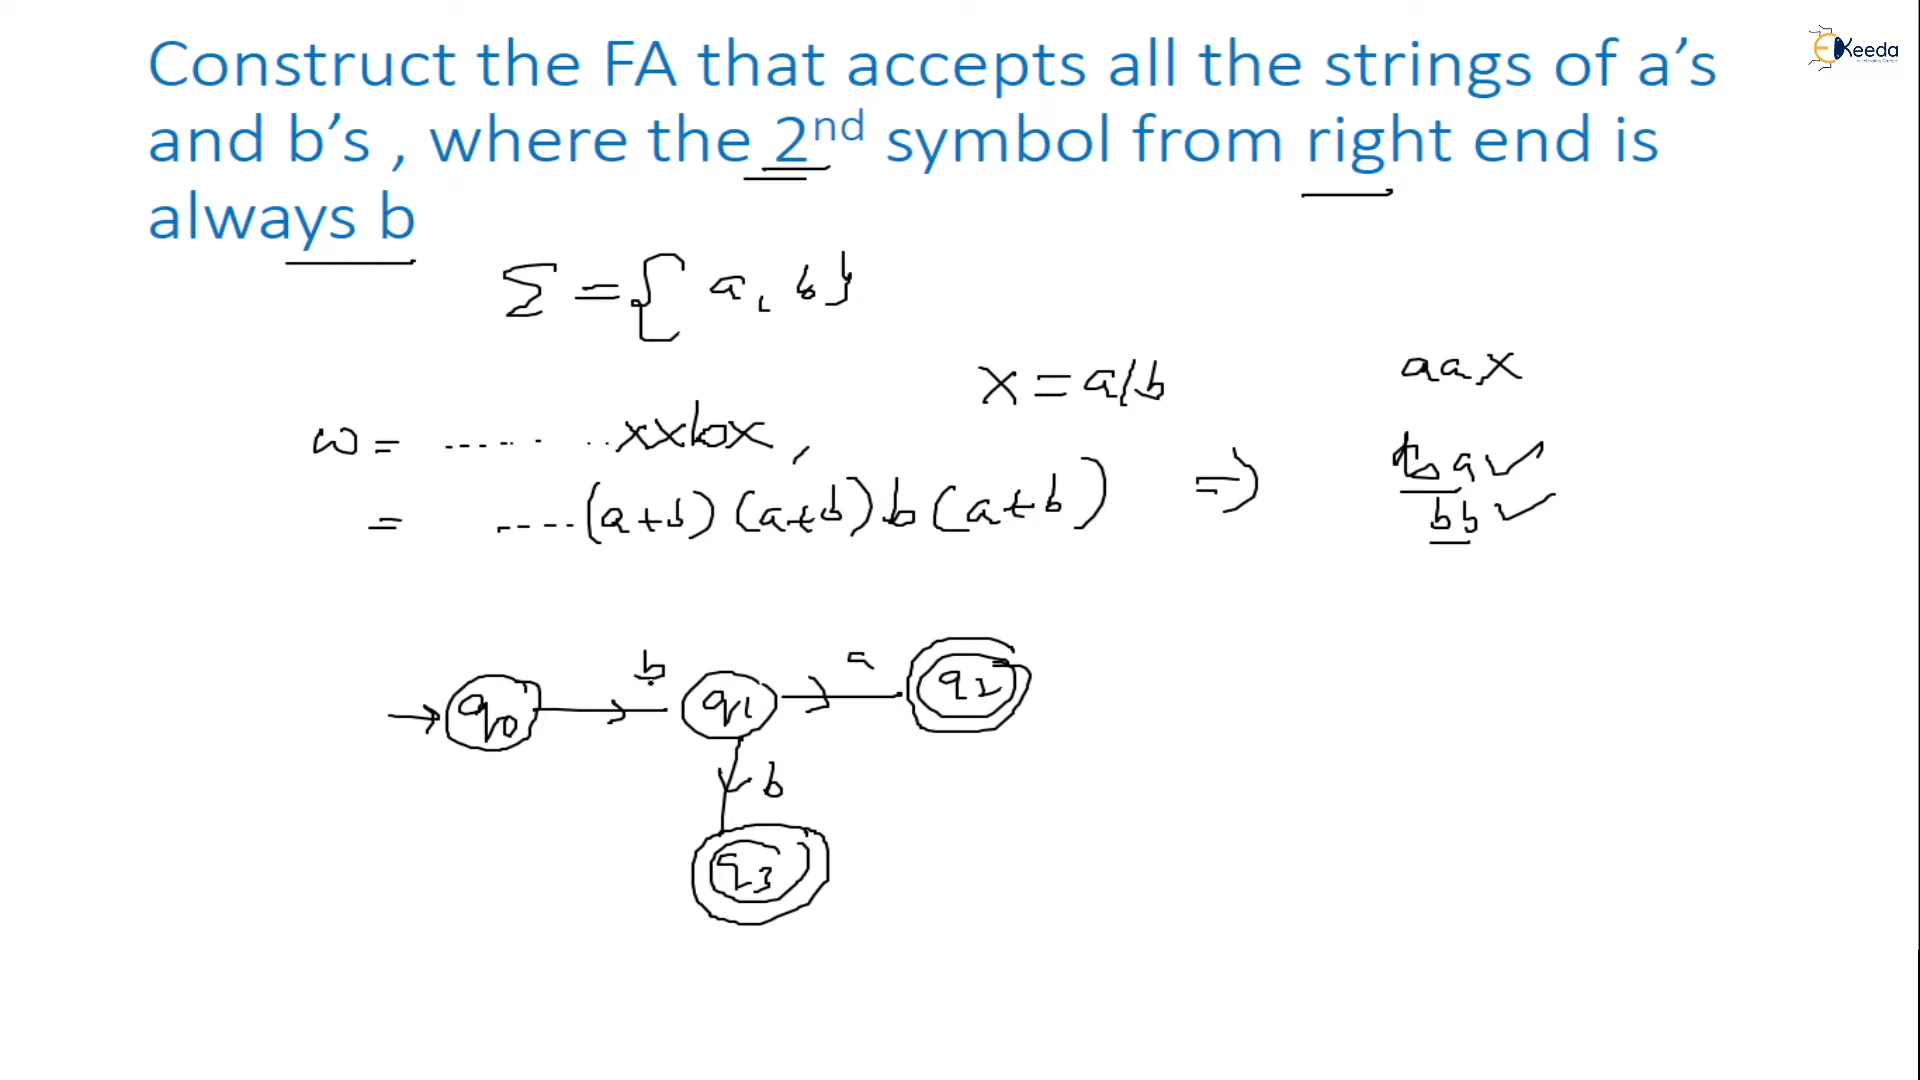 Construct the FA that accepts all the strings of a’s
and b’s , where the 2nd symbol from right end is
always b
Keeda
Σ = { a, b }
x = a/b
aax
w = ....... ..xxbx,
ba✓
= .....(a+b) (a+b) b (a+b) ⇒
bb✓
b
a
q0
q1
q2
b
q3